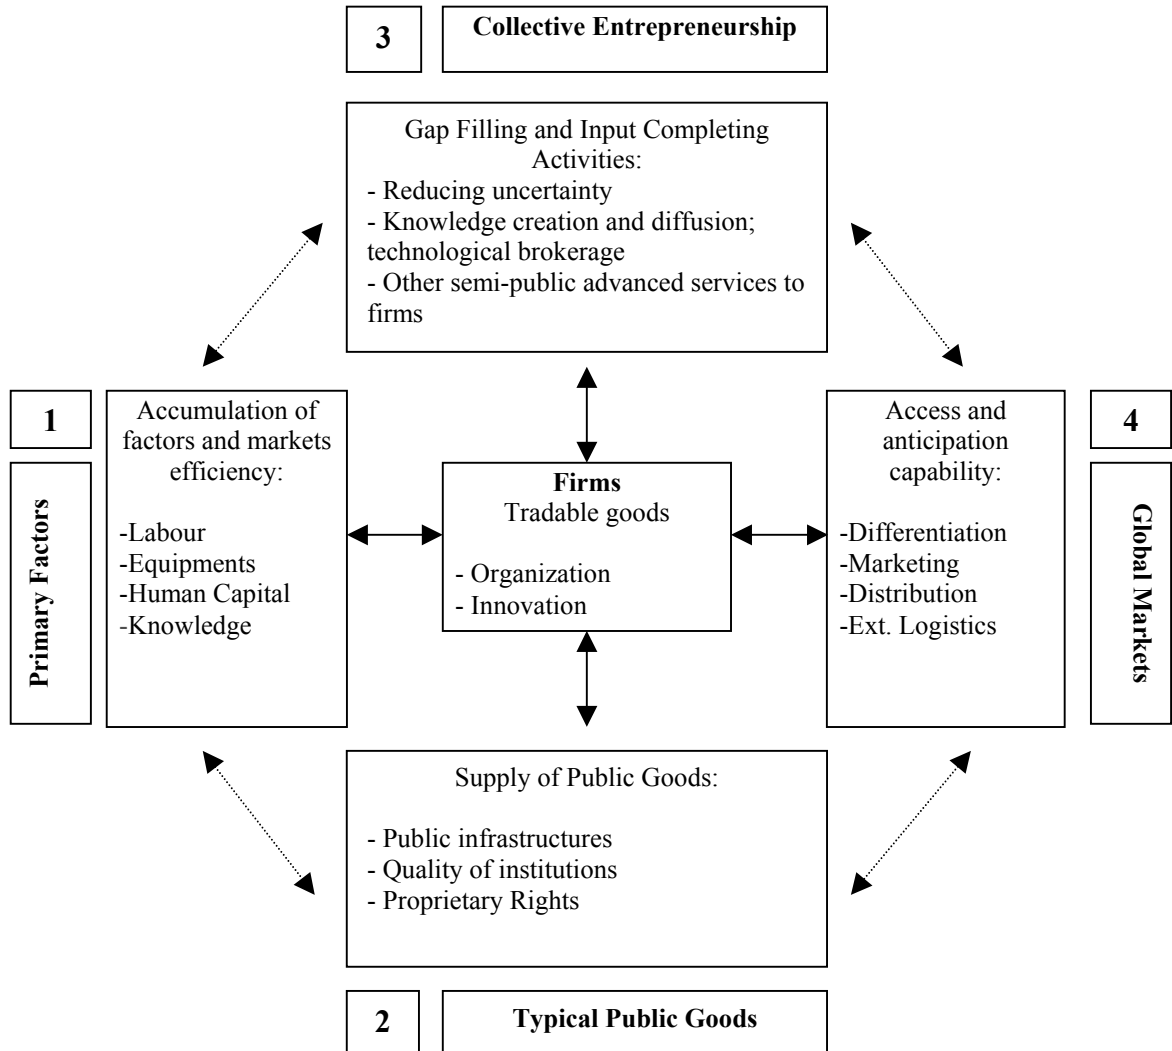 3
Collective Entrepreneurship
Gap Filling and Input Completing
Activities:
- Reducing uncertainty
- Knowledge creation and diffusion;
technological brokerage
- Other semi-public advanced services to
firms
1
Primary Factors
Accumulation of
factors and markets
efficiency:
-Labour
-Equipments
-Human Capital
-Knowledge
Firms
Tradable goods
- Organization
- Innovation
Access and
anticipation
capability:
-Differentiation
-Marketing
-Distribution
-Ext. Logistics
4
Global Markets
Supply of Public Goods:
- Public infrastructures
- Quality of institutions
- Proprietary Rights
2
Typical Public Goods